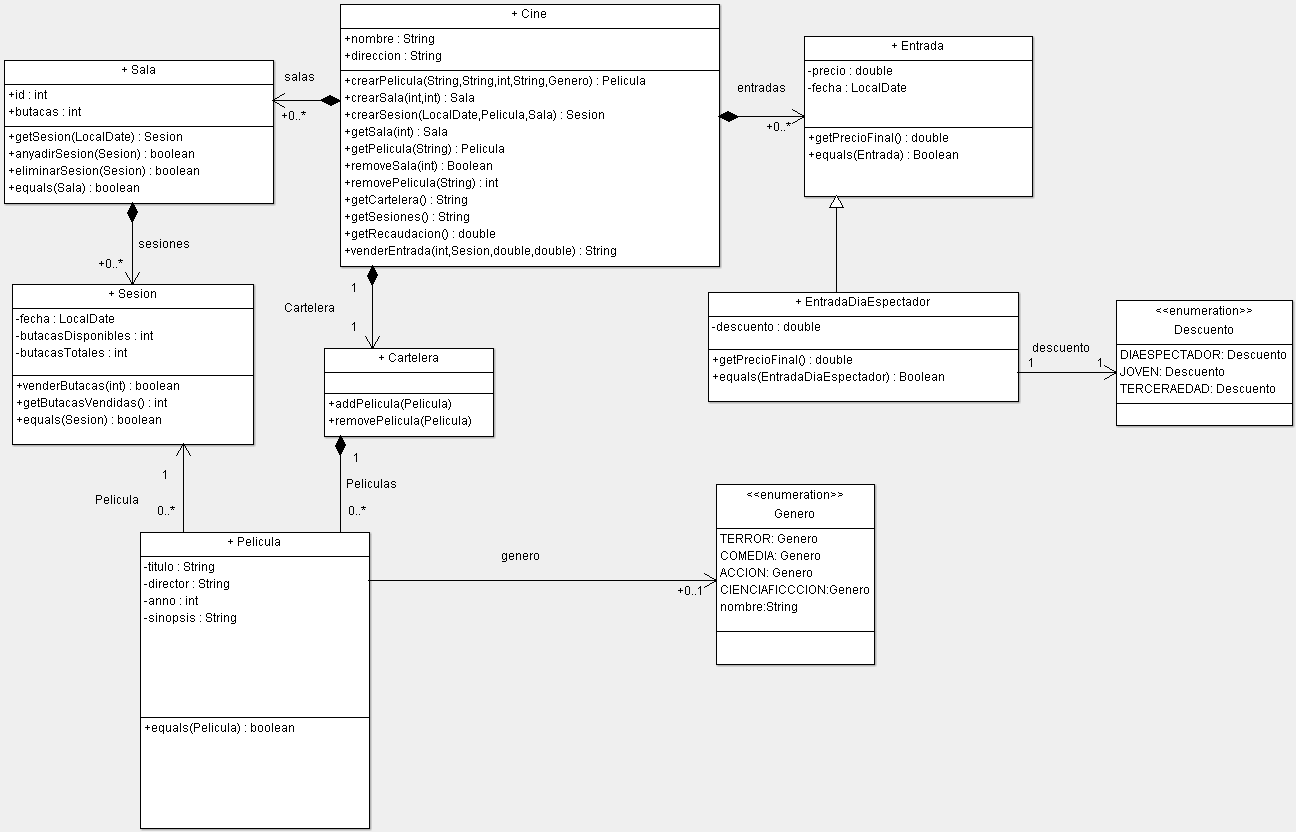 + Cine
+nombre : String
+direccion : String
+crearPelicula(String,String,int,String,Genero) : Pelicula
+crearSala(int,int) : Sala
+crearSesion(LocalDate,Pelicula,Sala) : Sesion
+getSala(int) : Sala
+getPelicula(String) : Pelicula
+removeSala(int) : Boolean
+removePelicula(String) : int
+getCartelera() : String
+getSesiones() : String
+getRecaudacion() : double
+venderEntrada(int,Sesion,double,double) : String
+ Sala
+id : int
+butacas : int
+getSesion(LocalDate) : Sesion
+anyadirSesion(Sesion) : boolean
+eliminarSesion(Sesion) : boolean
+equals(Sala) : boolean
salas
+0..*
entradas
+0..*
+ Entrada
-precio : double
-fecha : LocalDate
+getPrecioFinal() : double
+equals(Entrada) : Boolean
sesiones
+0..*
+ Sesion
-fecha : LocalDate
-butacasDisponibles : int
-butacasTotales : int
+venderButacas(int) : boolean
+getButacasVendidas() : int
+equals(Sesion) : boolean
1
Cartelera
1
+ Cartelera
+addPelicula(Pelicula)
+removePelicula(Pelicula)
+ EntradaDiaEspectador
-descuento : double
+getPrecioFinal() : double
+equals(EntradaDiaEspectador) : Boolean
descuento
1
1
<<enumeration>>
Descuento
DIAESPECTADOR: Descuento
JOVEN: Descuento
TERCERAEDAD: Descuento
1
Pelicula
0..*
1
Peliculas
0..*
+ Pelicula
-titulo : String
-director : String
-anno : int
-sinopsis : String
+equals(Pelicula) : boolean
genero
+0..1
<<enumeration>>
Genero
TERROR: Genero
COMEDIA: Genero
ACCION: Genero
CIENCIAFICCCION:Genero
nombre:String